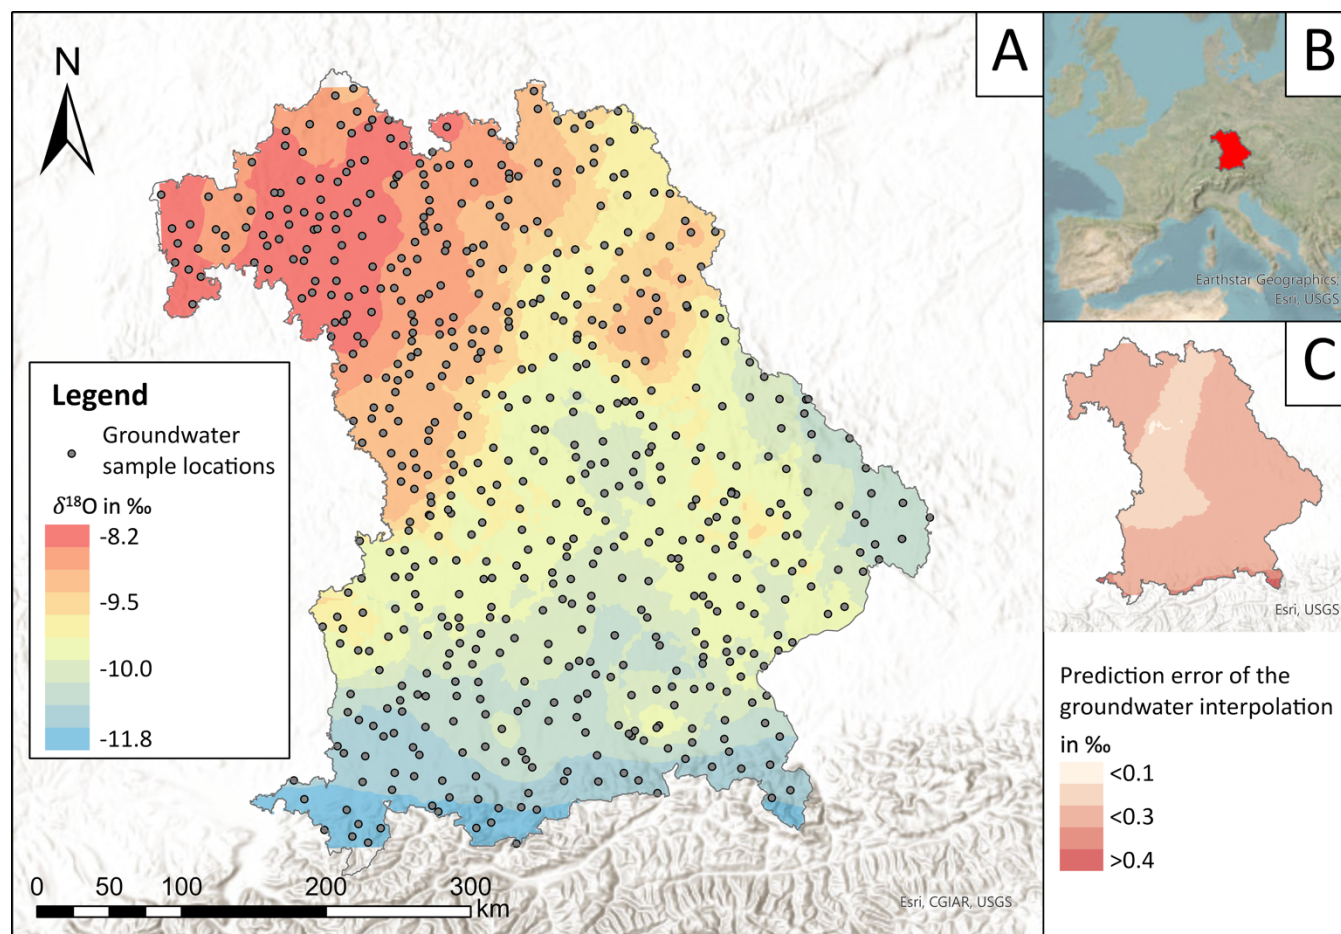 A
N
Legend
Groundwater
sample locations
δ¹⁸O in ‰
-8.2
-9.5
-10.0
-11.8
0 50 100 200 300
km
Esri, CGIAR, USGS
B
Earthstar Geographics,
Esri, USGS
C
Esri, USGS
Prediction error of the
groundwater interpolation
in ‰
<0.1
<0.3
>0.4